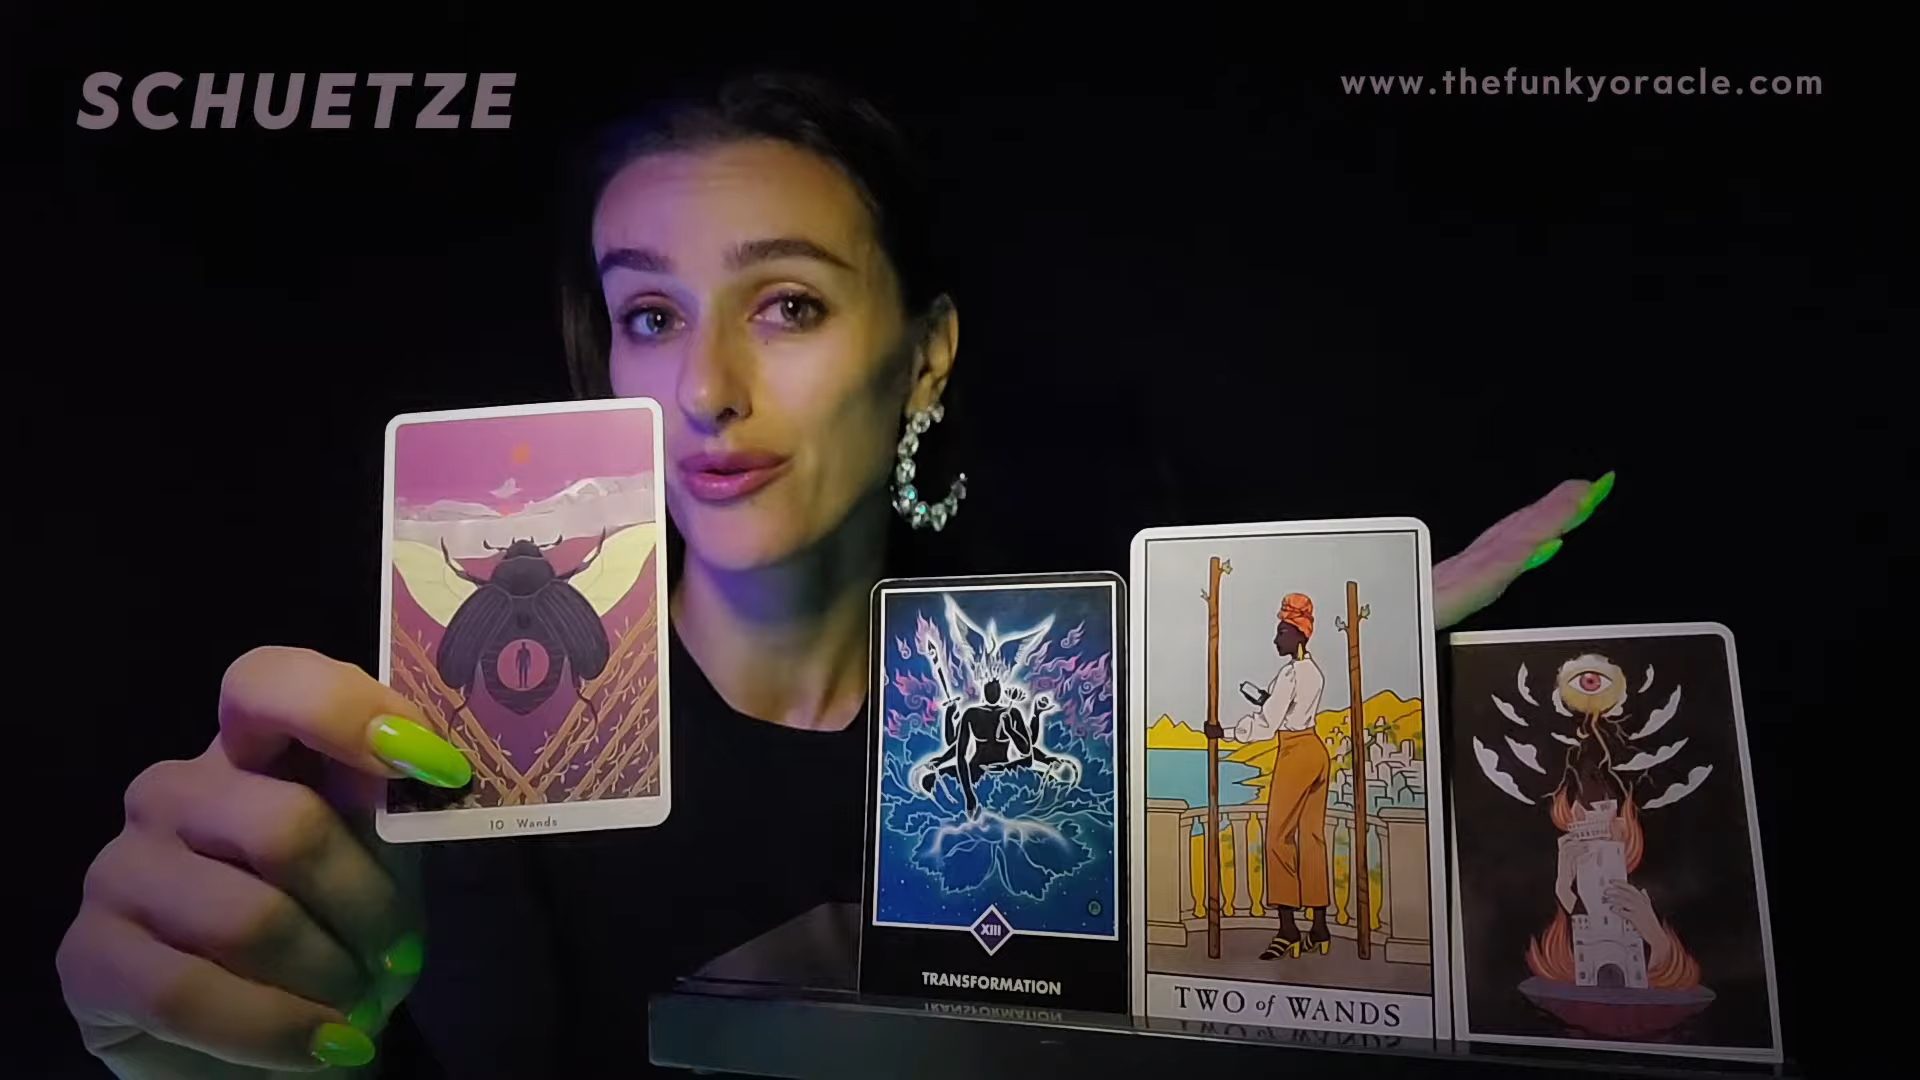 SCHUETZE
www.thefunkyoracle.com
10 Wands
XIII
TRANSFORMATION
TWO of WANDS